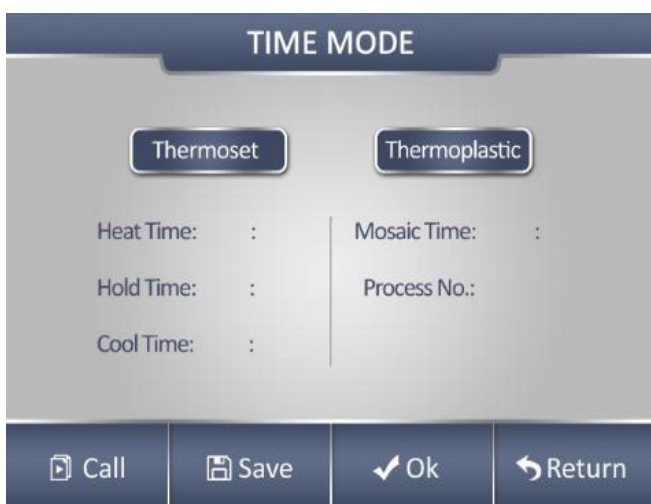 TIME MODE
Thermoset
Thermoplastic
Heat Time: :
Hold Time: :
Cool Time: :
Mosaic Time: :
Process No.:
Call
Save
Ok
Return